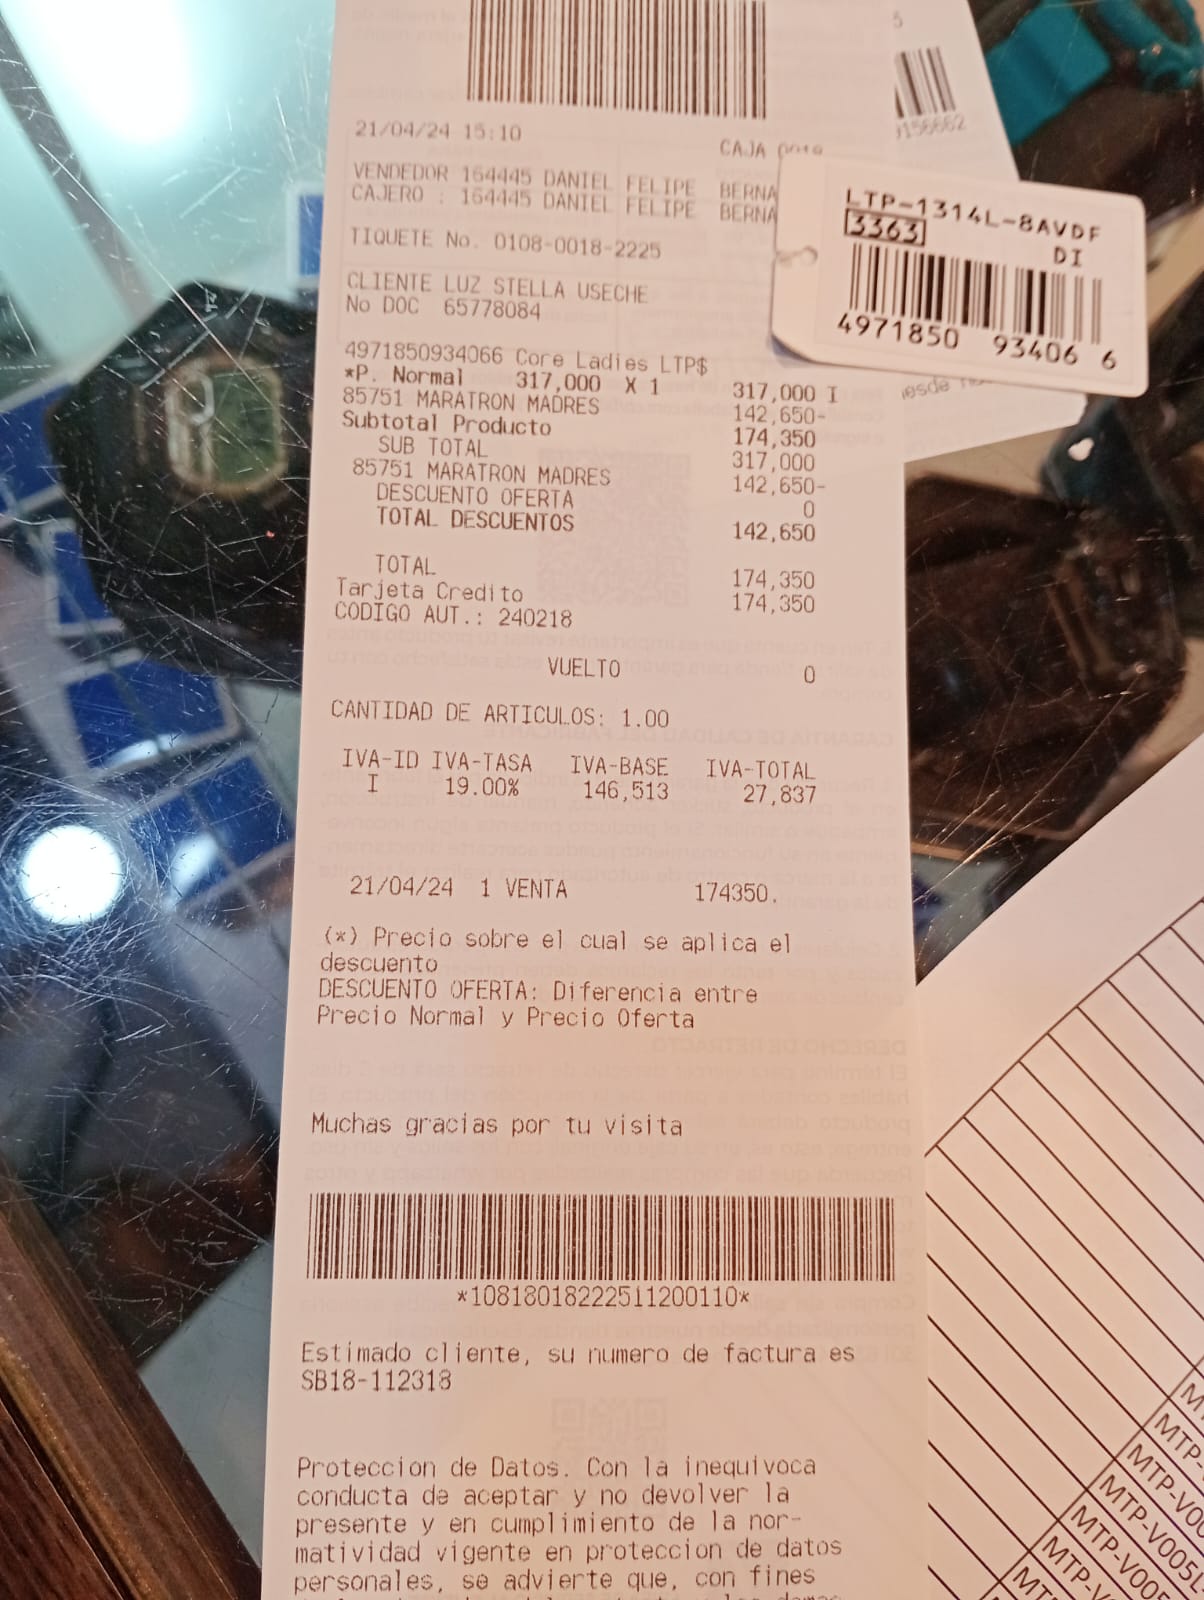 21/04/24 15:10
CAJA
VENDEDOR 164445 DANIEL FELIPE BERNA
CAJERO : 164445 DANIEL FELIPE BERNA
TIQUETE No. 0108-0018-2225
CLIENTE LUZ STELLA USECHE
No DOC 65778084
4971850934066 Core Ladies LTP$
*P. Normal 317,000 X 1 317,000 I
85751 MARATRON MADRES 142,650-
Subtotal Producto 174,350
SUB TOTAL 317,000
85751 MARATRON MADRES 142,650-
DESCUENTO OFERTA 0
TOTAL DESCUENTOS 142,650
TOTAL 174,350
Tarjeta Credito 174,350
CODIGO AUT.: 240218
VUELTO 0
CANTIDAD DE ARTICULOS: 1.00
IVA-ID IVA-TASA IVA-BASE IVA-TOTAL
I 19.00% 146,513 27,837
21/04/24 1 VENTA 174350.
(*) Precio sobre el cual se aplica el
descuento
DESCUENTO OFERTA: Diferencia entre
Precio Normal y Precio Oferta
Muchas gracias por tu visita
*10818018222511200110*
Estimado cliente, su numero de factura es
SB18-112318
Proteccion de Datos. Con la inequivoca
conducta de aceptar y no devolver la
presente y en cumplimiento de la nor-
matividad vigente en proteccion de datos
personales, se advierte que, con fines
LTP-1314L-8AVDF
3363 DI
4971850 93406 6
MTP-V005L
MTP-V005